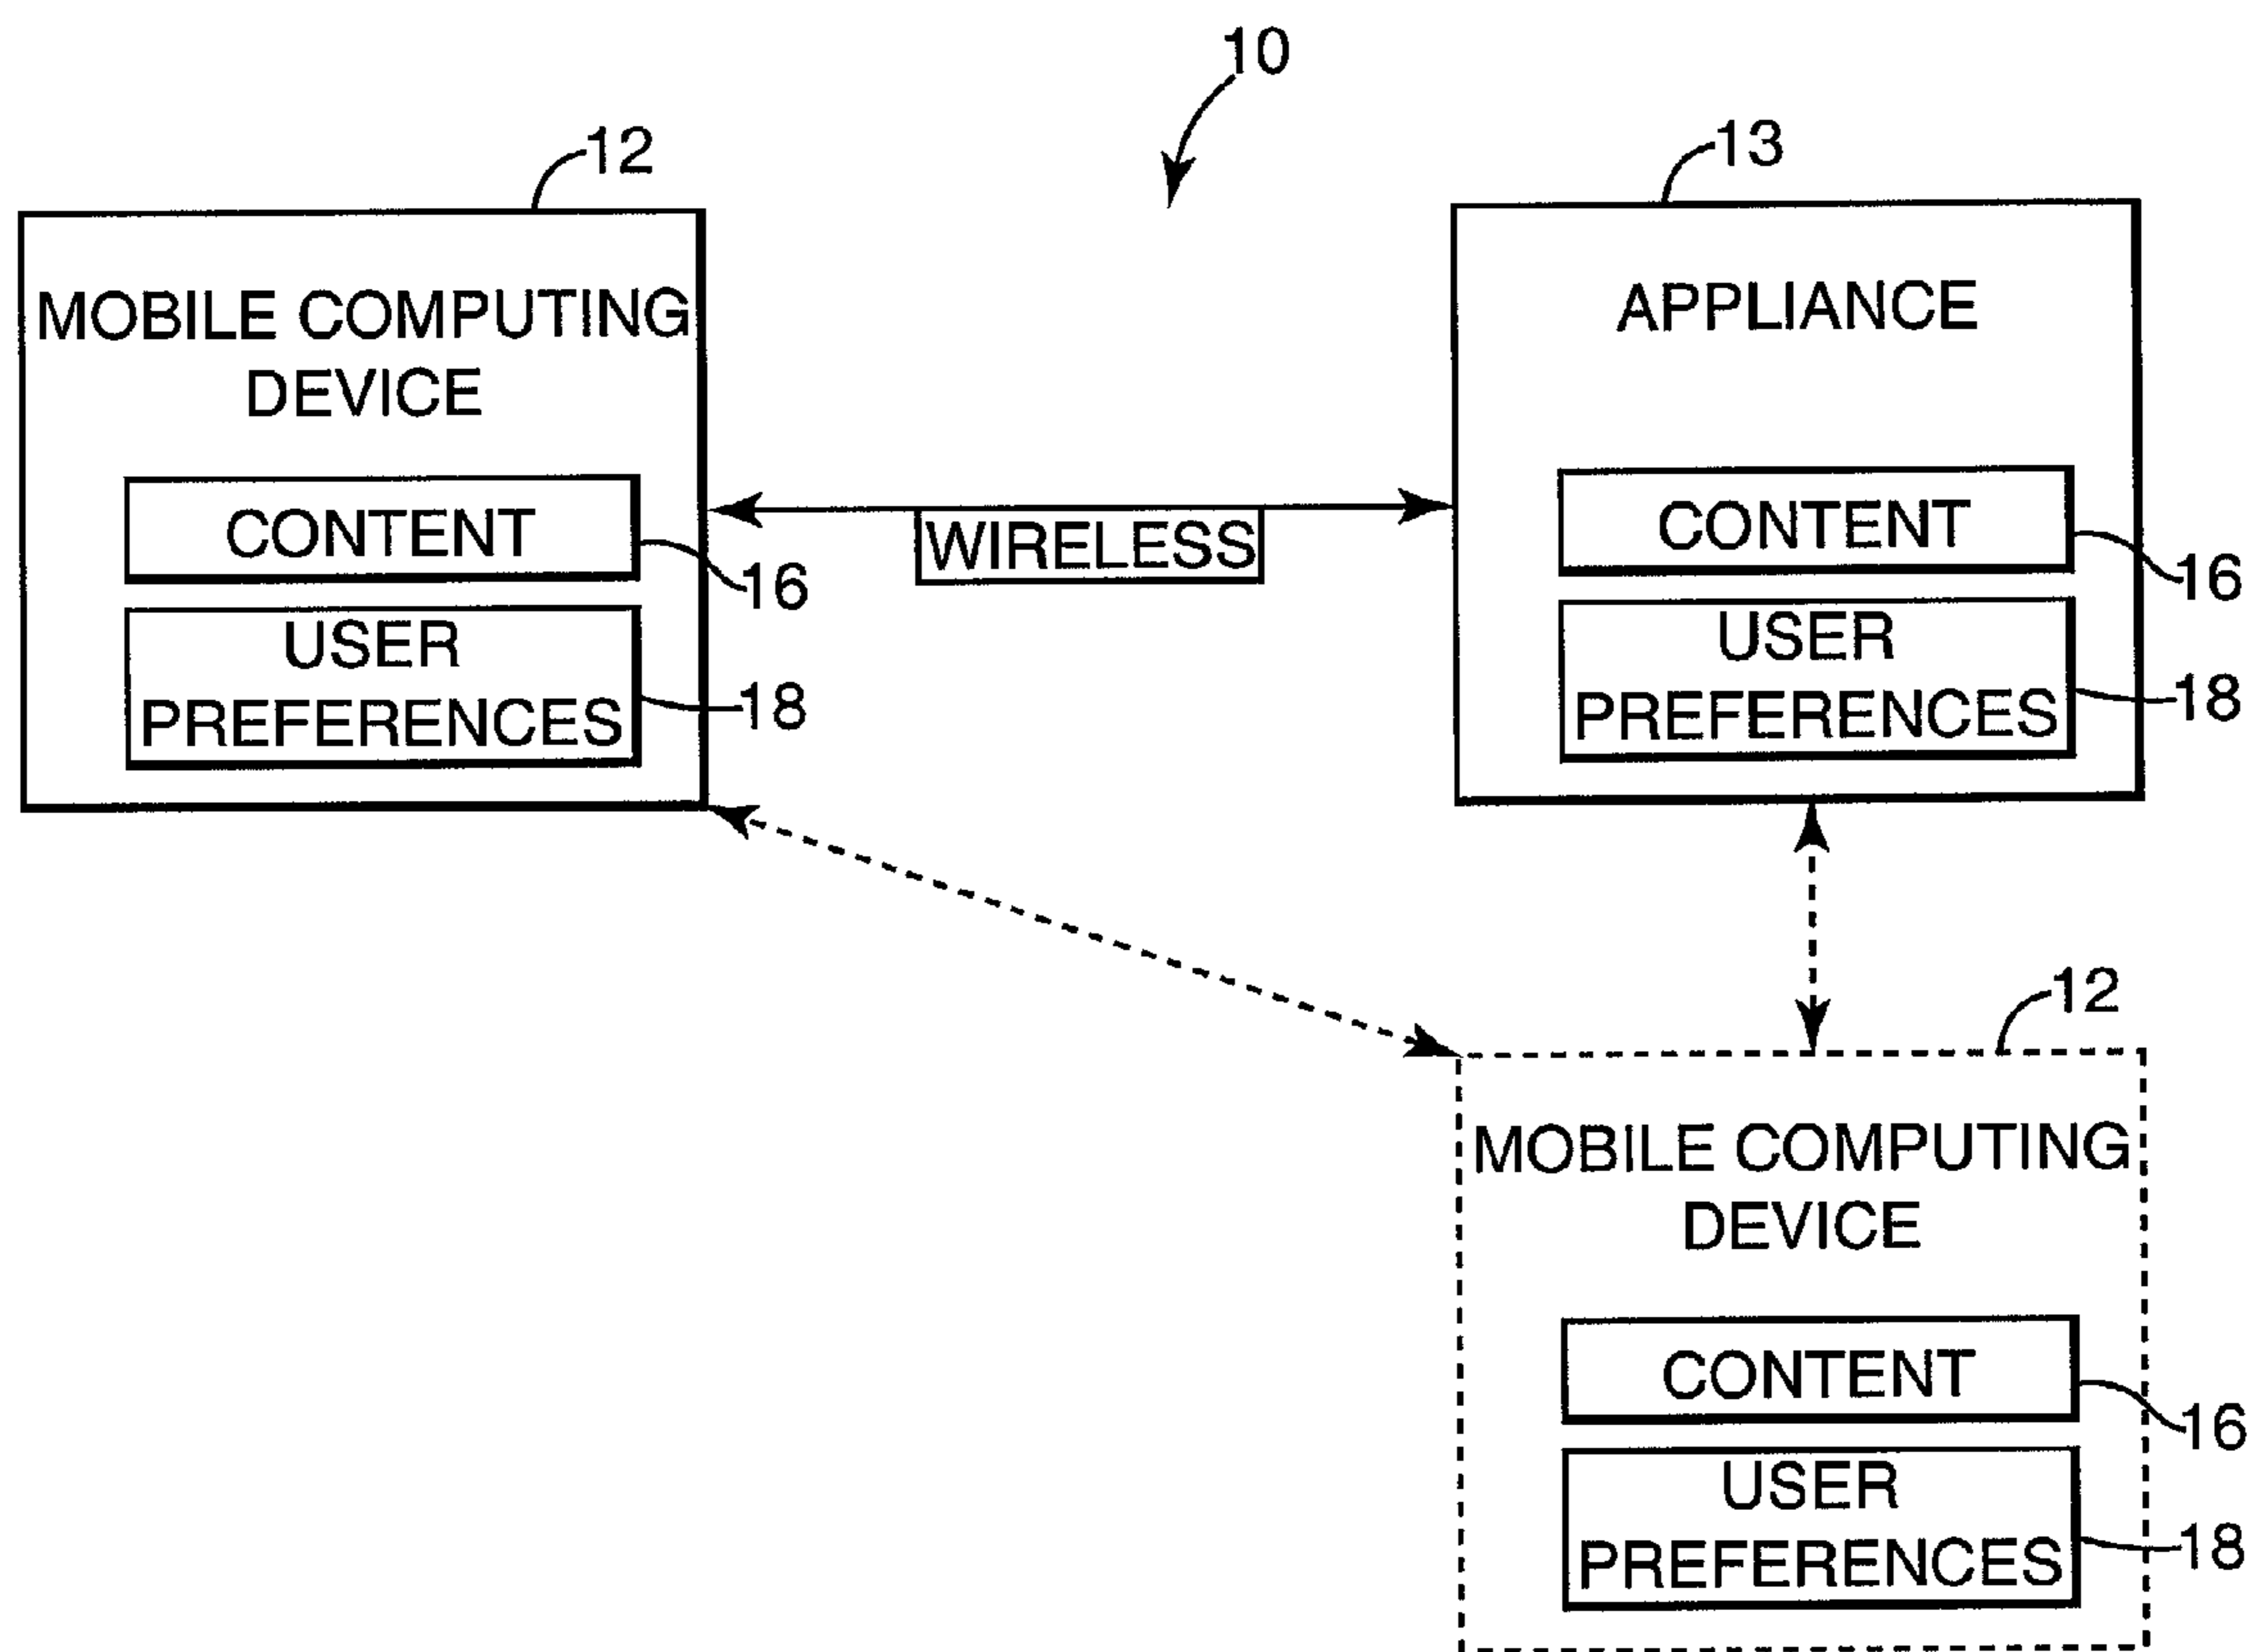 10
12
13
MOBILE COMPUTING
DEVICE
APPLIANCE
CONTENT
16
WIRELESS
CONTENT
16
USER
PREFERENCES
18
USER
PREFERENCES
18
12
MOBILE COMPUTING
DEVICE
CONTENT
16
USER
PREFERENCES
18